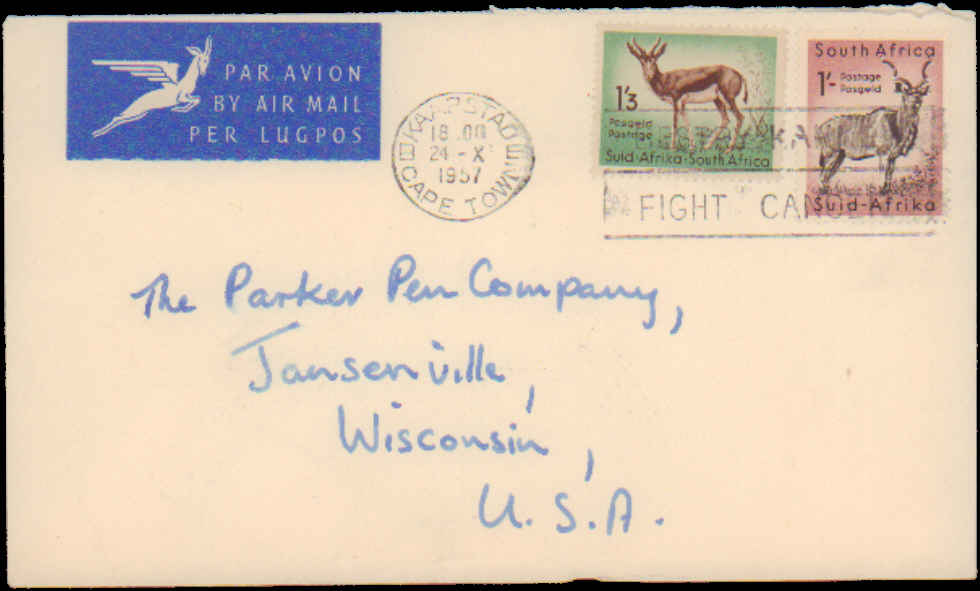 PAR AVION
BY AIR MAIL
PER LUGPOS
KAAPSTAD
18.00
24-X
1957
CAPE TOWN
1'3
Posgeld
Postage
Suid-Afrika-South Africa
South Africa
1'- Postage
Posgeld
Suid-Afrika
FIGHT
The Parker Pen Company,
Jansenville,
Wisconsin,
U.S.A.